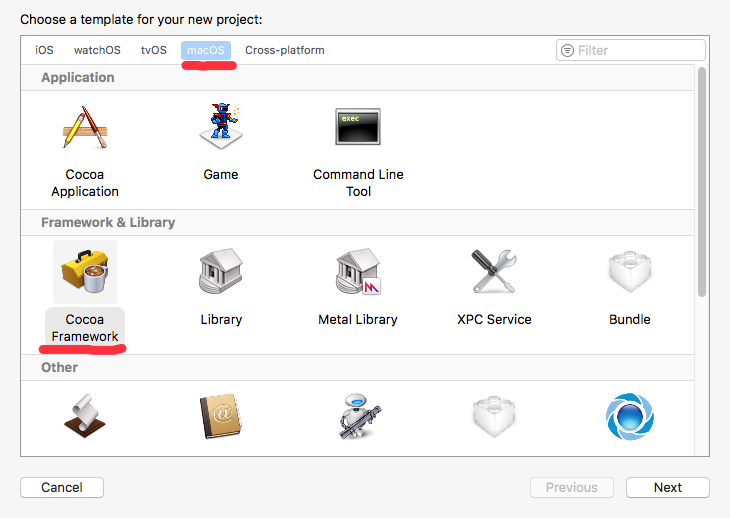 Choose a template for your new project:
iOS watchOS tvOS macOS Cross-platform Filter
Application
exec
Cocoa Application
Game
Command Line Tool
Framework & Library
Cocoa Framework
Library
Metal Library
XPC Service
Bundle
Other
@
Cancel Previous Next